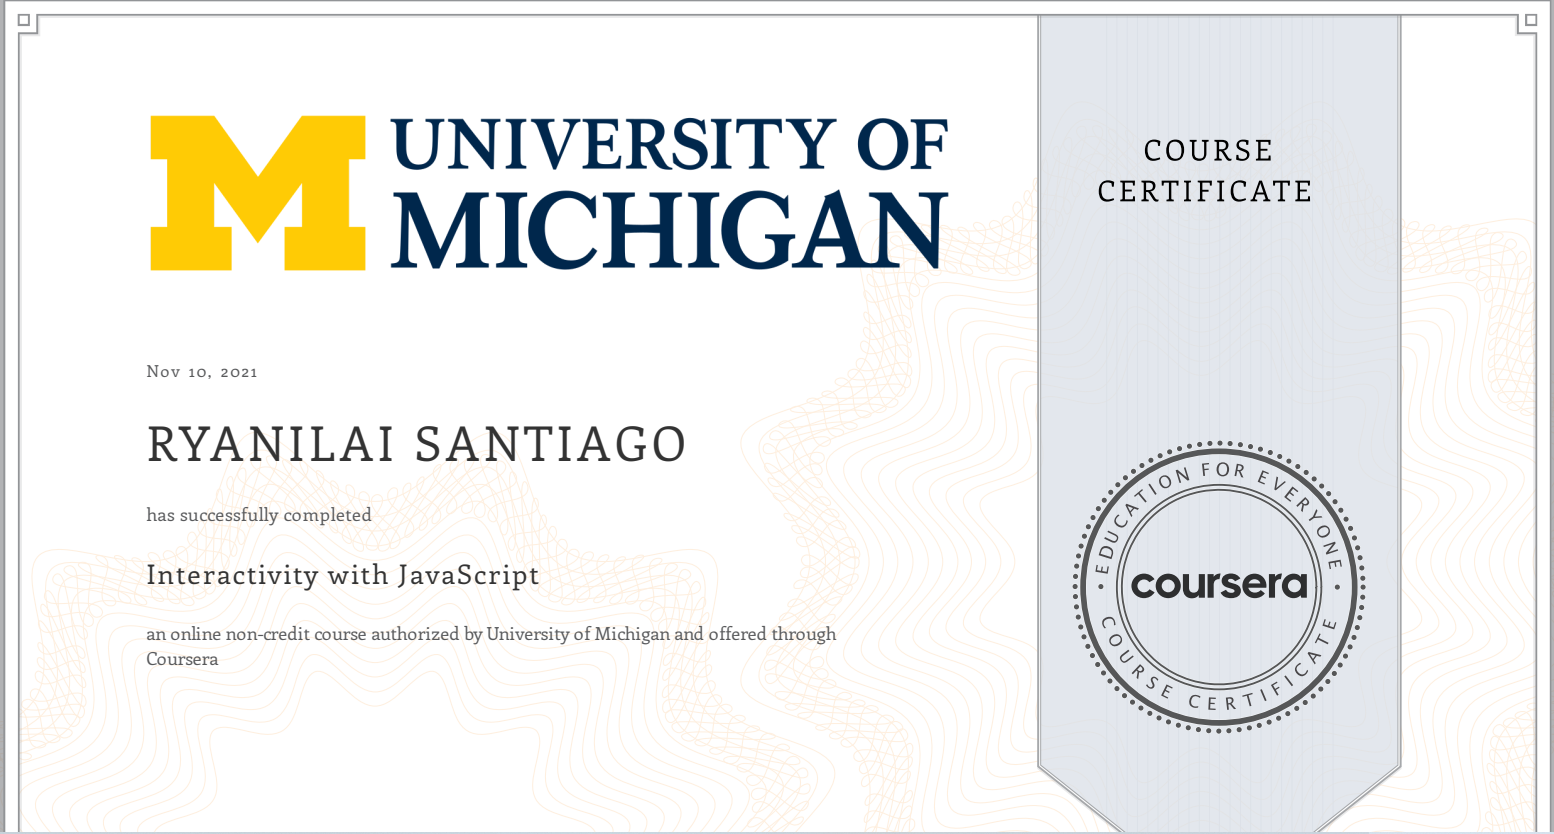 UNIVERSITY OF
MICHIGAN
COURSE
CERTIFICATE
Nov 10, 2021
RYANILAI SANTIAGO
has successfully completed
Interactivity with JavaScript
an online non-credit course authorized by University of Michigan and offered through
Coursera
EDUCATION FOR EVERYONE
coursera
COURSE CERTIFICATE